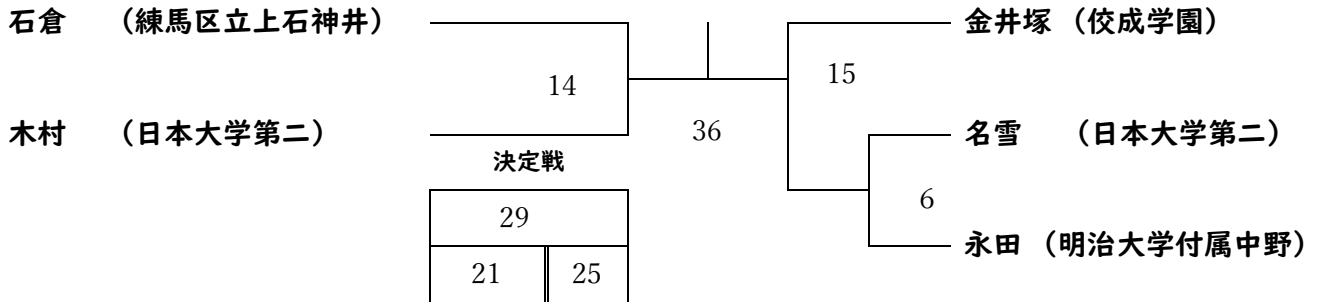 石倉 (練馬区立上石神井)
14
木村 (日本大学第二)
決定戦
29
21 25
36
金井塚 (佼成学園)
15
名雪 (日本大学第二)
6
永田 (明治大学付属中野)